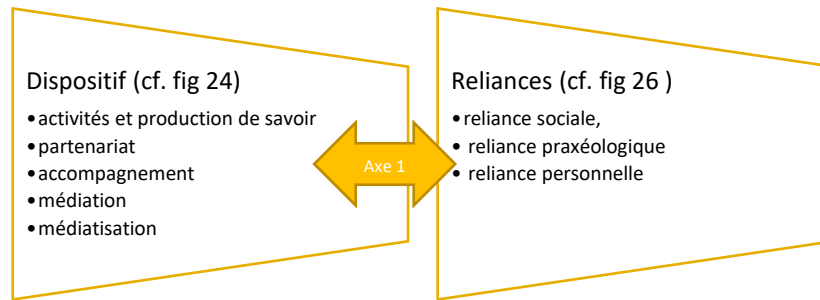 Dispositif (cf. fig 24)
•activités et production de savoir
•partenariat
•accompagnement
•médiation
•médiatisation
Axe 1
Reliances (cf. fig 26 )
•reliance sociale,
• reliance praxéologique
• reliance personnelle